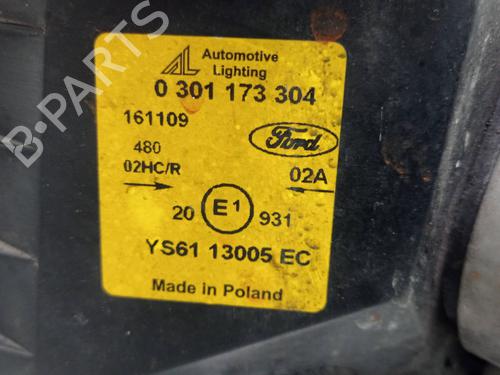 B-PARTS
AL Automotive
Lighting
0 301 173 304
161109
Ford
480
02HC/R
02A
20 E1 931
YS61 13005 EC
Made in Poland